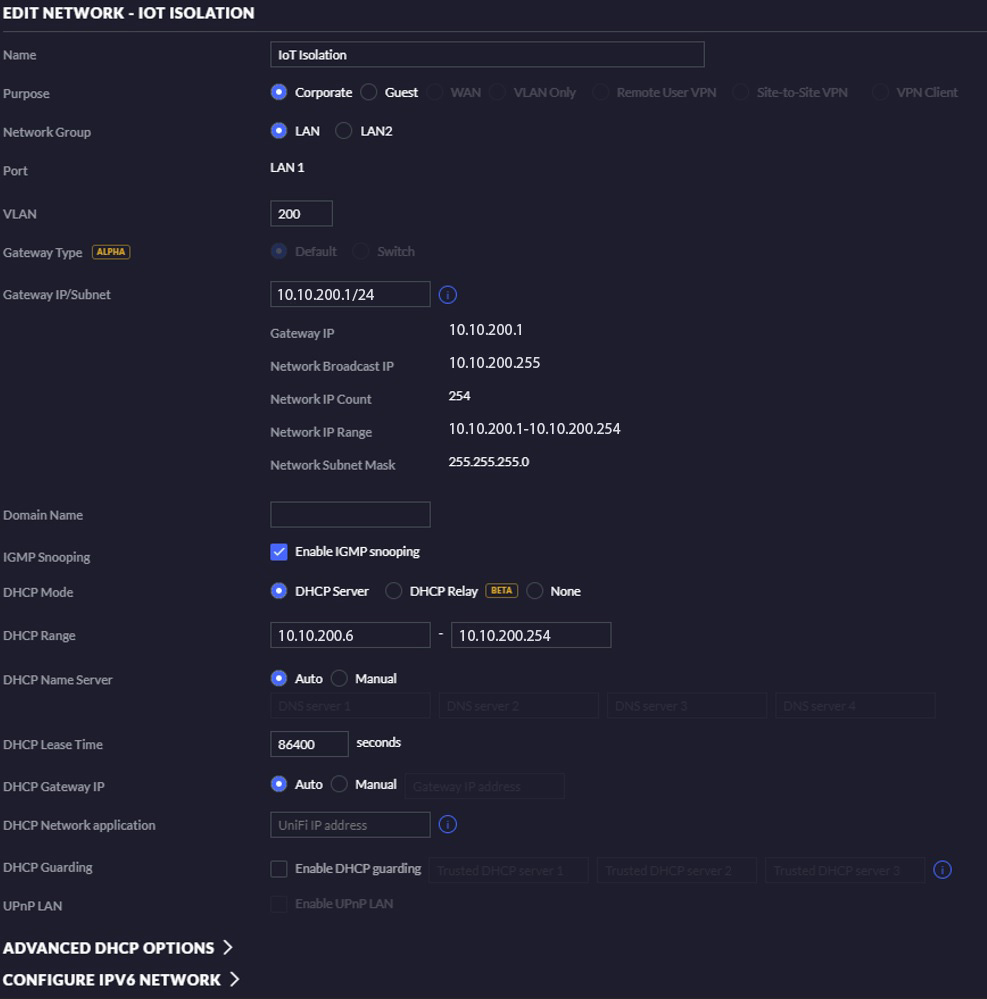 EDIT NETWORK - IOT ISOLATION
Name IoT Isolation
Purpose Corporate Guest WAN VLAN Only Remote User VPN Site-to-Site VPN VPN Client
Network Group LAN LAN2
Port LAN 1
VLAN 200
Gateway Type ALPHA Default Switch
Gateway IP/Subnet 10.10.200.1/24
Gateway IP 10.10.200.1
Network Broadcast IP 10.10.200.255
Network IP Count 254
Network IP Range 10.10.200.1-10.10.200.254
Network Subnet Mask 255.255.255.0
Domain Name
IGMP Snooping Enable IGMP snooping
DHCP Mode DHCP Server DHCP Relay BETA None
DHCP Range 10.10.200.6 - 10.10.200.254
DHCP Name Server Auto Manual
DNS server 1 DNS server 2 DNS server 3 DNS server 4
DHCP Lease Time 86400 seconds
DHCP Gateway IP Auto Manual Gateway IP address
DHCP Network application UniFi IP address
DHCP Guarding Enable DHCP guarding Trusted DHCP server 1 Trusted DHCP server 2 Trusted DHCP server 3
UPnP LAN Enable UPnP LAN
ADVANCED DHCP OPTIONS
CONFIGURE IPV6 NETWORK